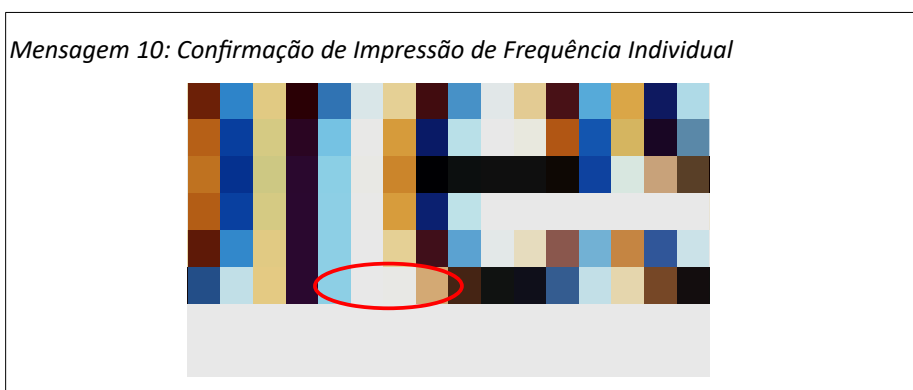 Mensagem 10: Confirmação de Impressão de Frequência Individual